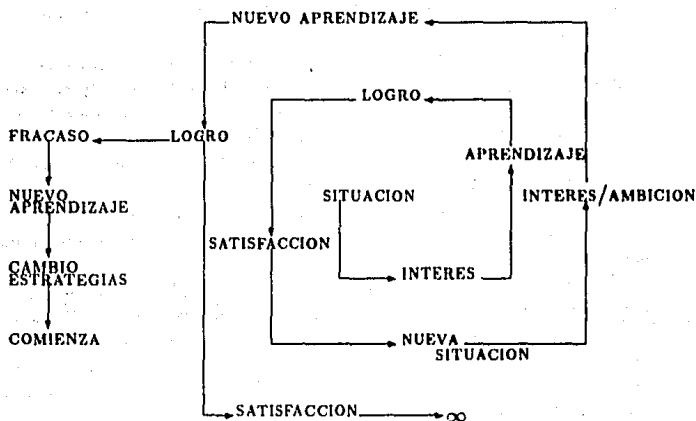 NUEVO APRENDIZAJE
LOGRO
FRACASO
LOGRO
APRENDIZAJE
NUEVO
APRENDIZAJE
SITUACION
INTERES/AMBICION
SATISFACCION
CAMBIO
ESTRATEGIAS
INTERES
COMIENZA
NUEVA
SITUACION
SATISFACCION
∞